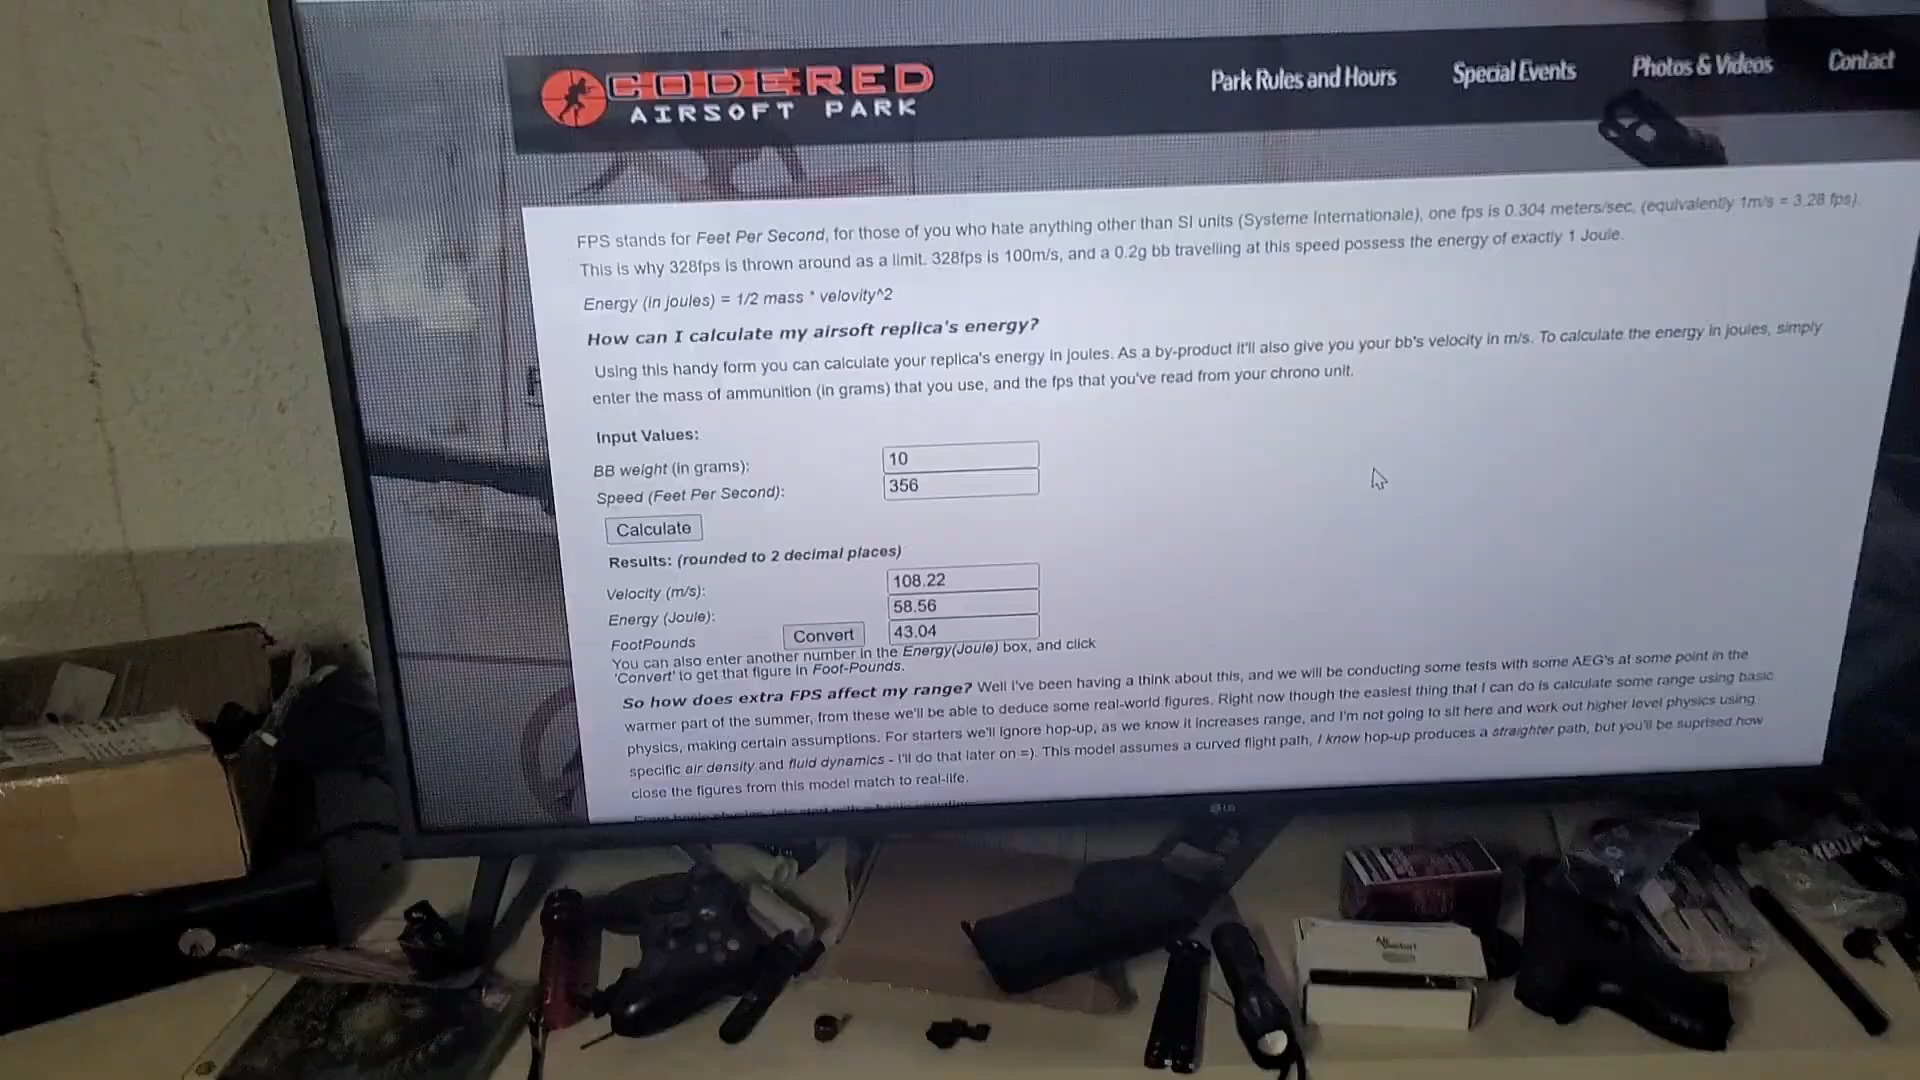 CODE RED
AIRSOFT PARK
Park Rules and Hours
Special Events
Photos & Videos
Contact
FPS stands for Feet Per Second, for those of you who hate anything other than SI units (Systeme Internationale), one fps is 0.304 meters/sec, (equivalently 1m/s = 3.28 fps).
This is why 328fps is thrown around as a limit. 328fps is 100m/s, and a 0.2g bb travelling at this speed possess the energy of exactly 1 Joule.
Energy (in joules) = 1/2 mass * velovity^2
How can I calculate my airsoft replica's energy?
Using this handy form you can calculate your replica's energy in joules. As a by-product it'll also give you your bb's velocity in m/s. To calculate the energy in joules, simply
enter the mass of ammunition (in grams) that you use, and the fps that you've read from your chrono unit.
Input Values:
BB weight (in grams): 10
Speed (Feet Per Second): 356
Calculate
Results: (rounded to 2 decimal places)
Velocity (m/s): 108.22
Energy (Joule): 58.56
FootPounds Convert 43.04
You can also enter another number in the Energy(Joule) box, and click
'Convert' to get that figure in Foot-Pounds.
So how does extra FPS affect my range? Well I've been having a think about this, and we will be conducting some tests with some AEG's at some point in the
warmer part of the summer, from these we'll be able to deduce some real-world figures. Right now though the easiest thing that I can do is calculate some range using basic
physics, making certain assumptions. For starters we'll ignore hop-up, as we know it increases range, and I'm not going to sit here and work out higher level physics using
specific air density and fluid dynamics - I'll do that later on =). This model assumes a curved flight path, I know hop-up produces a straighter path, but you'll be suprised how
close the figures from this model match to real-life.
LG